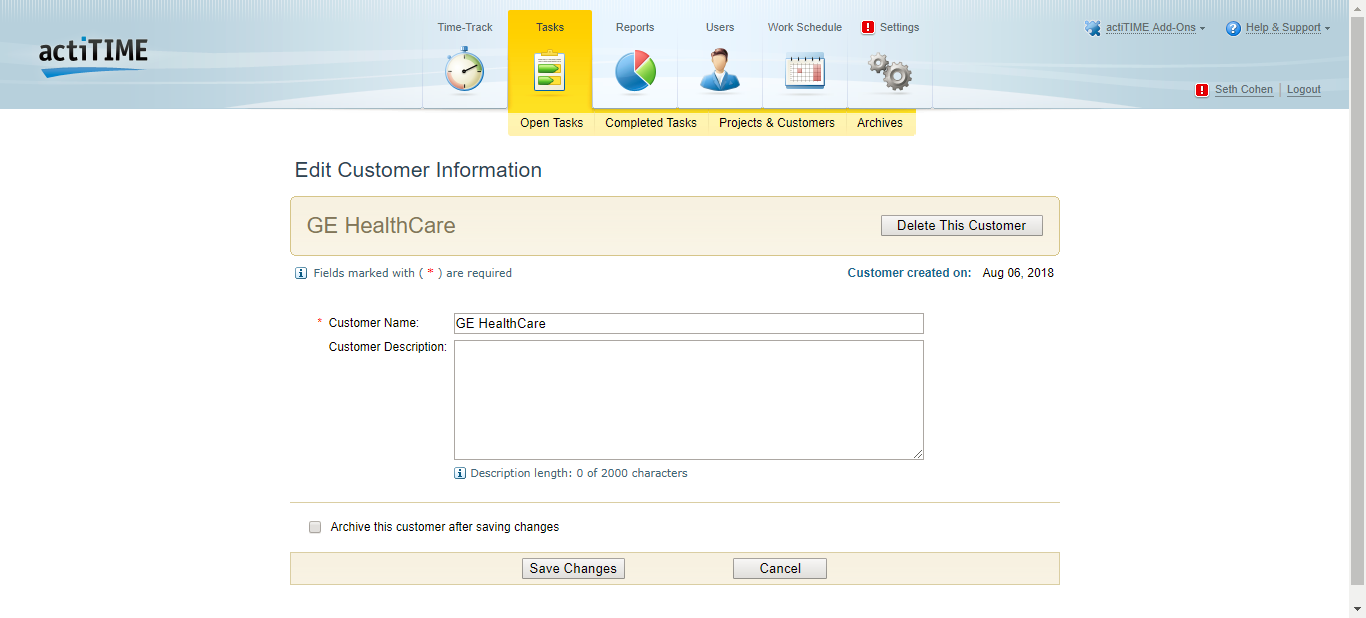 actiTIME
Time-Track Tasks Reports Users Work Schedule Settings
actiTIME Add-Ons Help & Support
Seth Cohen Logout
Open Tasks Completed Tasks Projects & Customers Archives
Edit Customer Information
GE HealthCare Delete This Customer
Fields marked with ( * ) are required Customer created on: Aug 06, 2018
* Customer Name: GE HealthCare
Customer Description:
Description length: 0 of 2000 characters
Archive this customer after saving changes
Save Changes Cancel